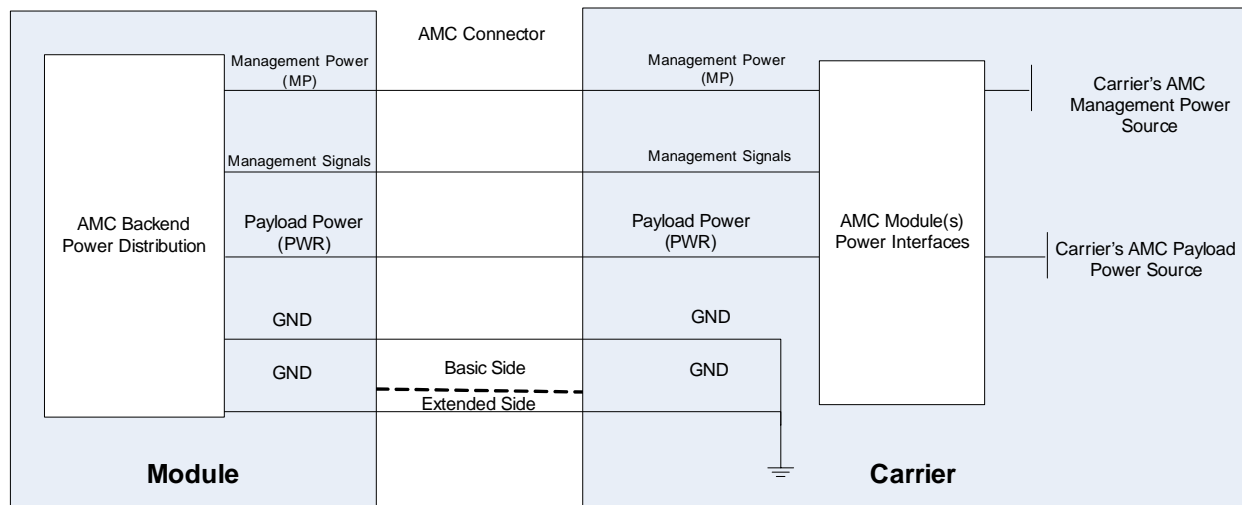 AMC Connector
Management Power
(MP)
Management Power
(MP)
Carrier's AMC
Management Power
Source
Management Signals
Management Signals
AMC Backend
Power Distribution
Payload Power
(PWR)
Payload Power
(PWR)
AMC Module(s)
Power Interfaces
Carrier's AMC Payload
Power Source
GND
GND
GND
Basic Side
GND
Extended Side
Module
Carrier